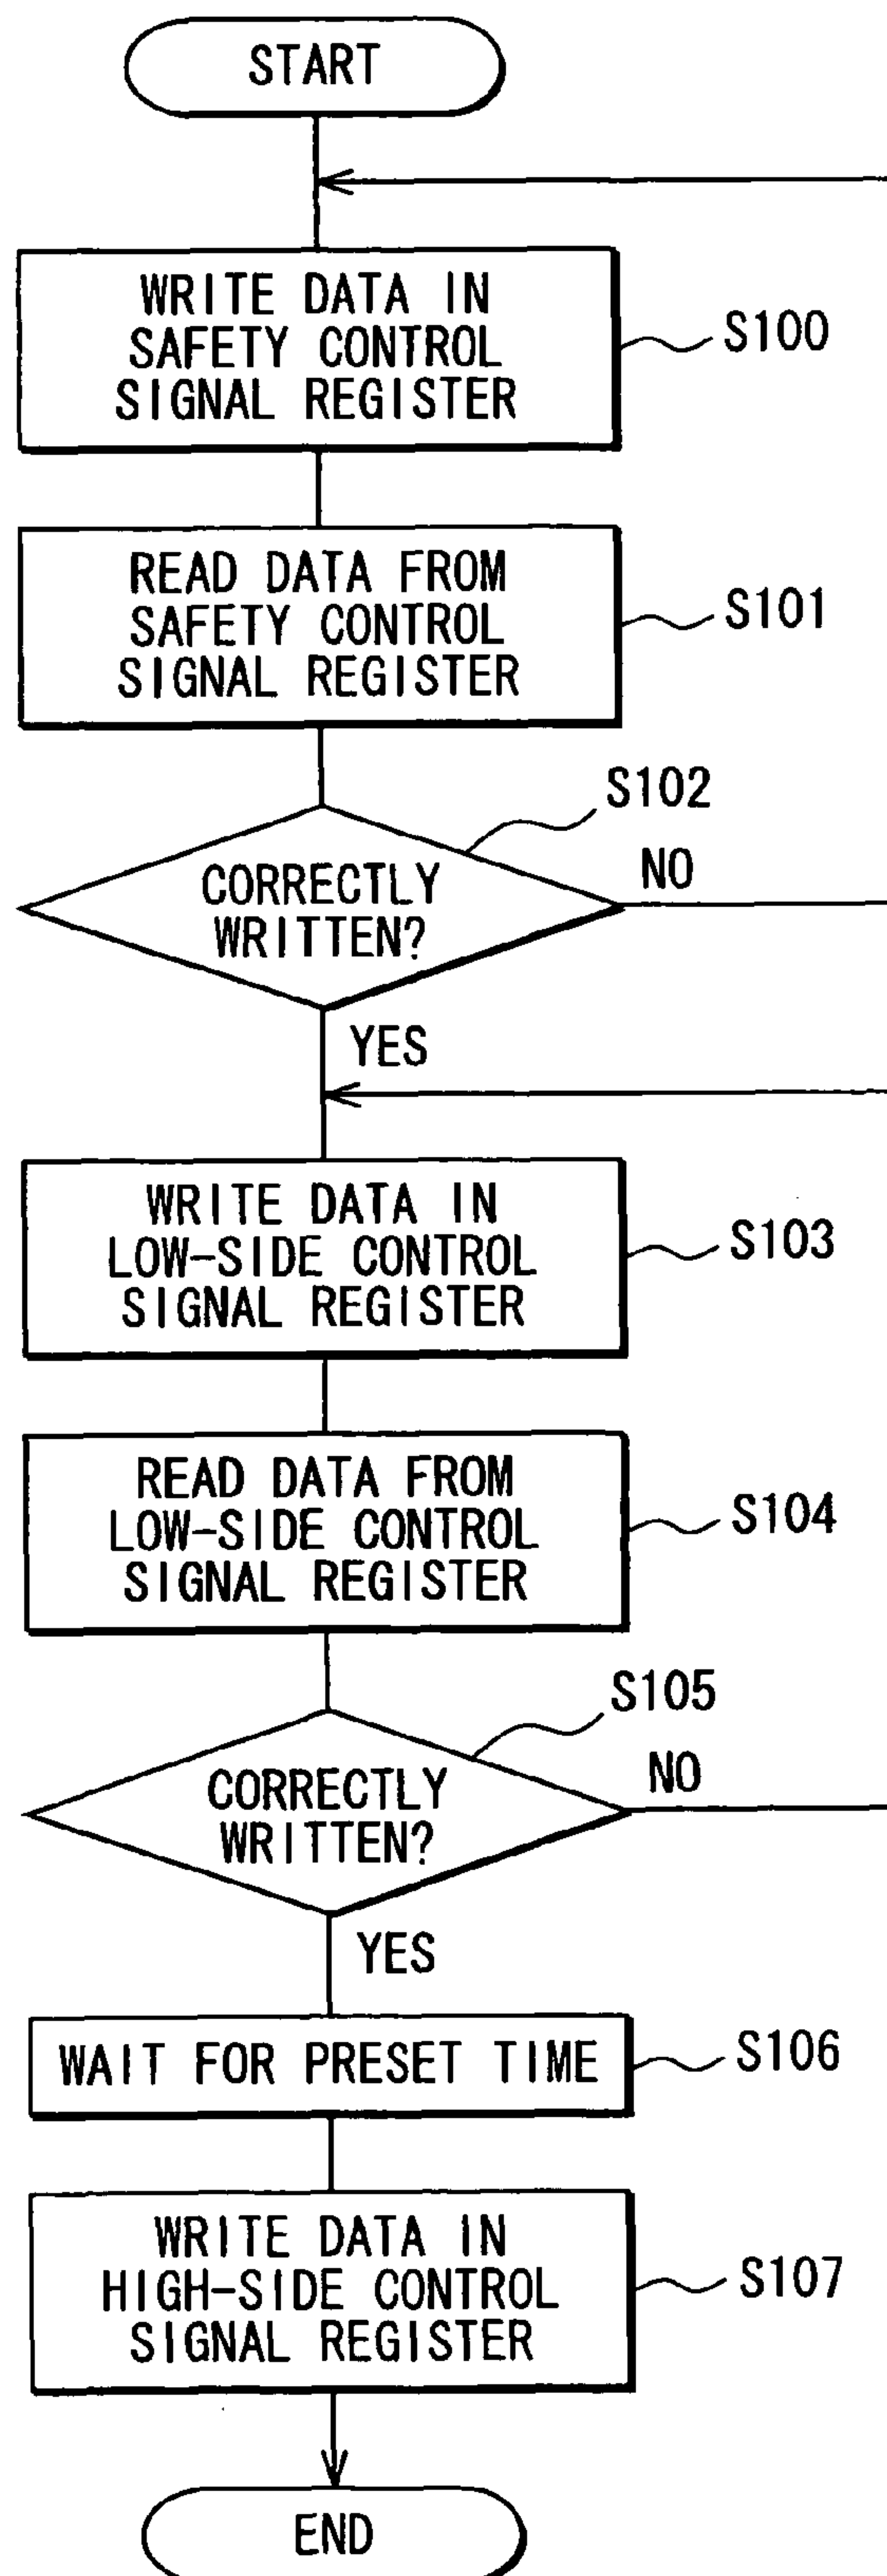 START
WRITE DATA IN
SAFETY CONTROL
SIGNAL REGISTER
S100
READ DATA FROM
SAFETY CONTROL
SIGNAL REGISTER
S101
S102
CORRECTLY
WRITTEN?
NO
YES
WRITE DATA IN
LOW-SIDE CONTROL
SIGNAL REGISTER
S103
READ DATA FROM
LOW-SIDE CONTROL
SIGNAL REGISTER
S104
S105
CORRECTLY
WRITTEN?
NO
YES
WAIT FOR PRESET TIME
S106
WRITE DATA IN
HIGH-SIDE CONTROL
SIGNAL REGISTER
S107
END